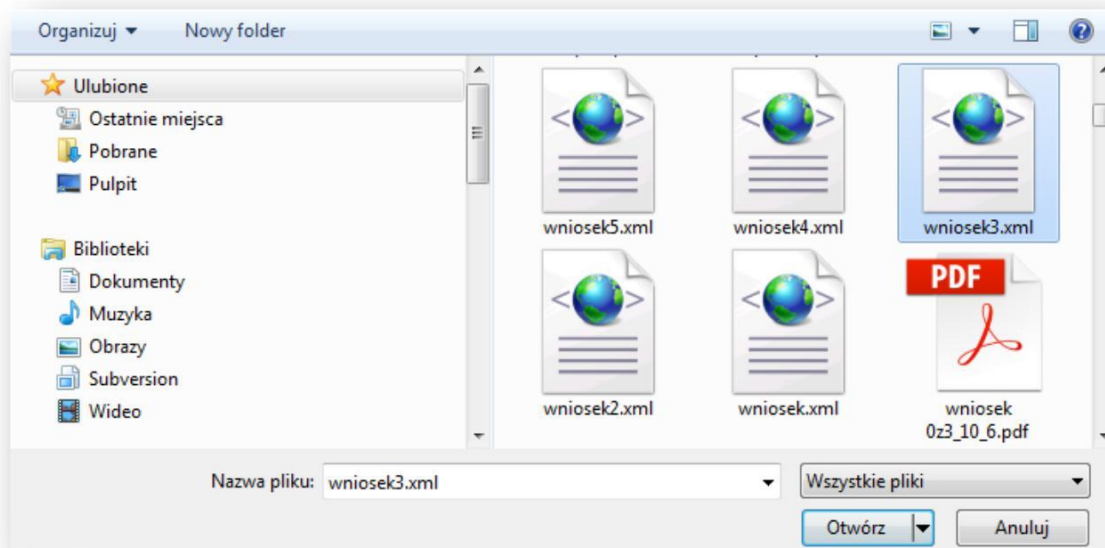 Organizuj
Nowy folder
Ulubione
Ostatnie miejsca
Pobrane
Pulpit
Biblioteki
Dokumenty
Muzyka
Obrazy
Subversion
Wideo
wniosek5.xml
wniosek4.xml
wniosek3.xml
PDF
wniosek2.xml
wniosek.xml
wniosek
0z3_10_6.pdf
Nazwa pliku: wniosek3.xml
Wszystkie pliki
Otwórz
Anuluj